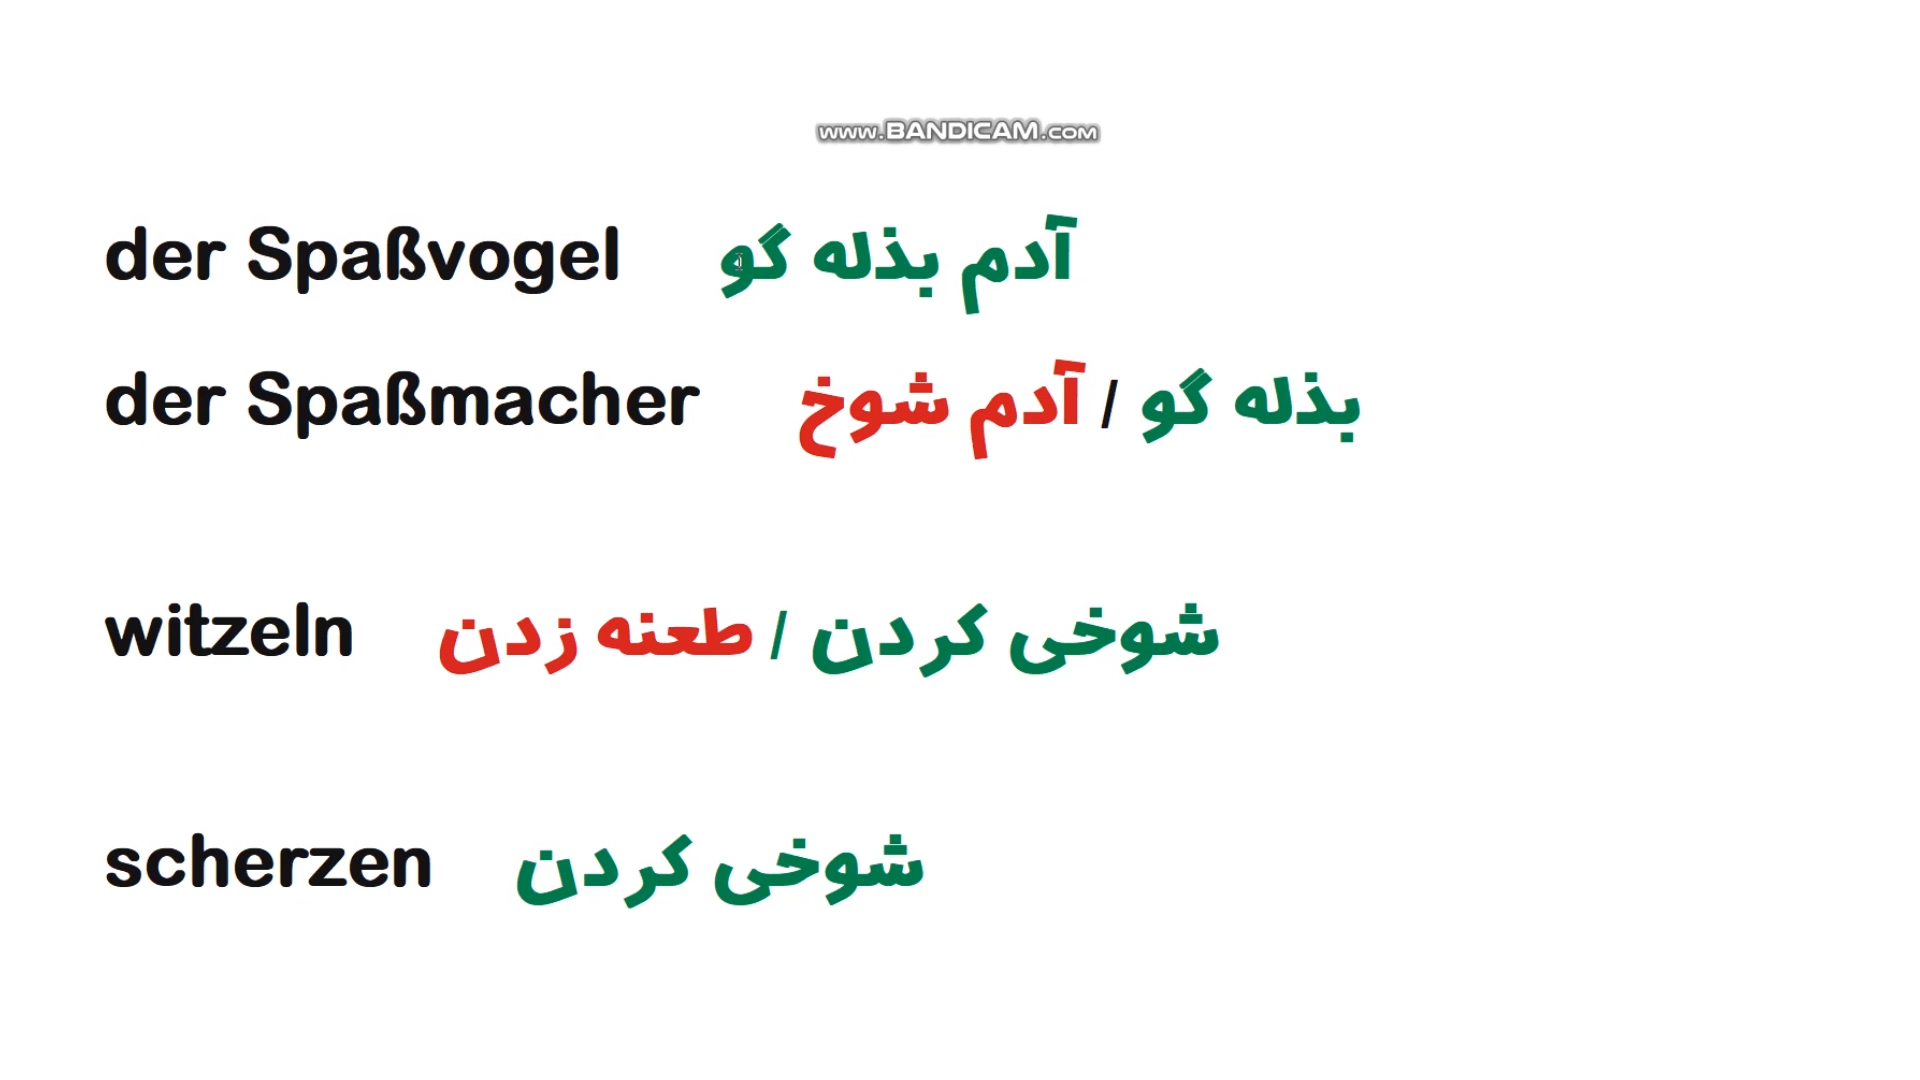 www.BANDICAM.com
der Spaßvogel آدم بذله گو
der Spaßmacher بذله گو / آدم شوخ
witzeln شوخی کردن / طعنه زدن
scherzen شوخی کردن